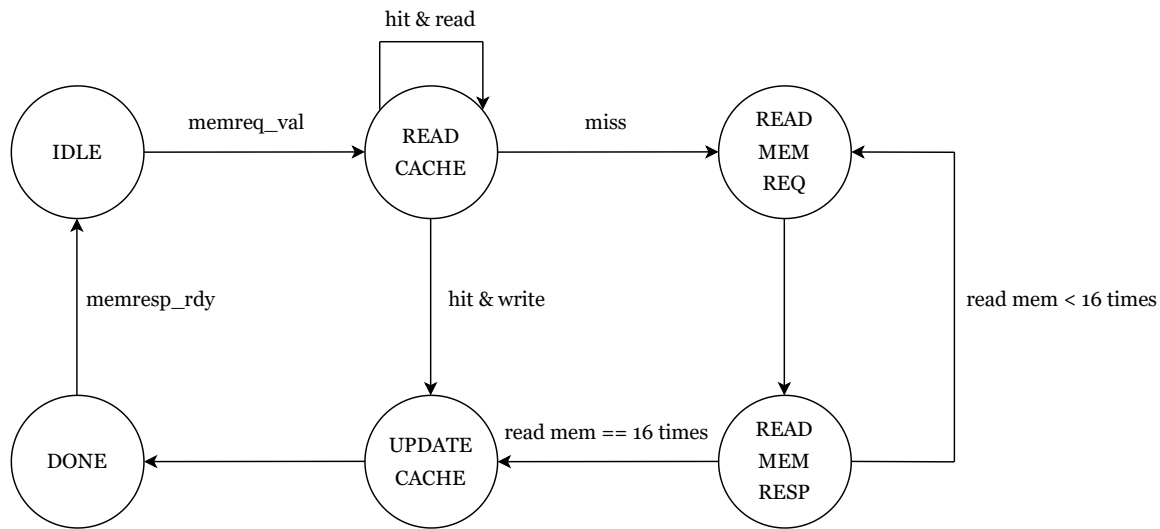 hit & read
memreq_val
miss
IDLE
READ
CACHE
READ
MEM
REQ
memresp_rdy
hit & write
read mem < 16 times
DONE
UPDATE
CACHE
read mem == 16 times
READ
MEM
RESP